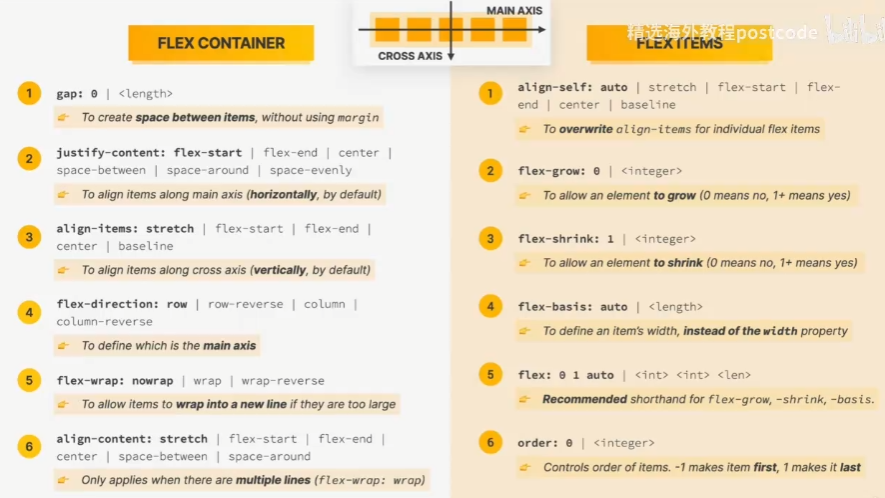 MAIN AXIS
CROSS AXIS
精选海外教程postcode
FLEX CONTAINER
1
gap: 0 | <length>
To create space between items, without using margin
2
justify-content: flex-start | flex-end | center |
space-between | space-around | space-evenly
To align items along main axis (horizontally, by default)
3
align-items: stretch | flex-start | flex-end |
center | baseline
To align items along cross axis (vertically, by default)
4
flex-direction: row | row-reverse | column |
column-reverse
To define which is the main axis
5
flex-wrap: nowrap | wrap | wrap-reverse
To allow items to wrap into a new line if they are too large
6
align-content: stretch | flex-start | flex-end |
center | space-between | space-around
Only applies when there are multiple lines (flex-wrap: wrap)
FLEX ITEMS
1
align-self: auto | stretch | flex-start | flex-
end | center | baseline
To overwrite align-items for individual flex items
2
flex-grow: 0 | <integer>
To allow an element to grow (0 means no, 1+ means yes)
3
flex-shrink: 1 | <integer>
To allow an element to shrink (0 means no, 1+ means yes)
4
flex-basis: auto | <length>
To define an item's width, instead of the width property
5
flex: 0 1 auto | <int> <int> <len>
Recommended shorthand for flex-grow, -shrink, -basis.
6
order: 0 | <integer>
Controls order of items. -1 makes item first, 1 makes it last